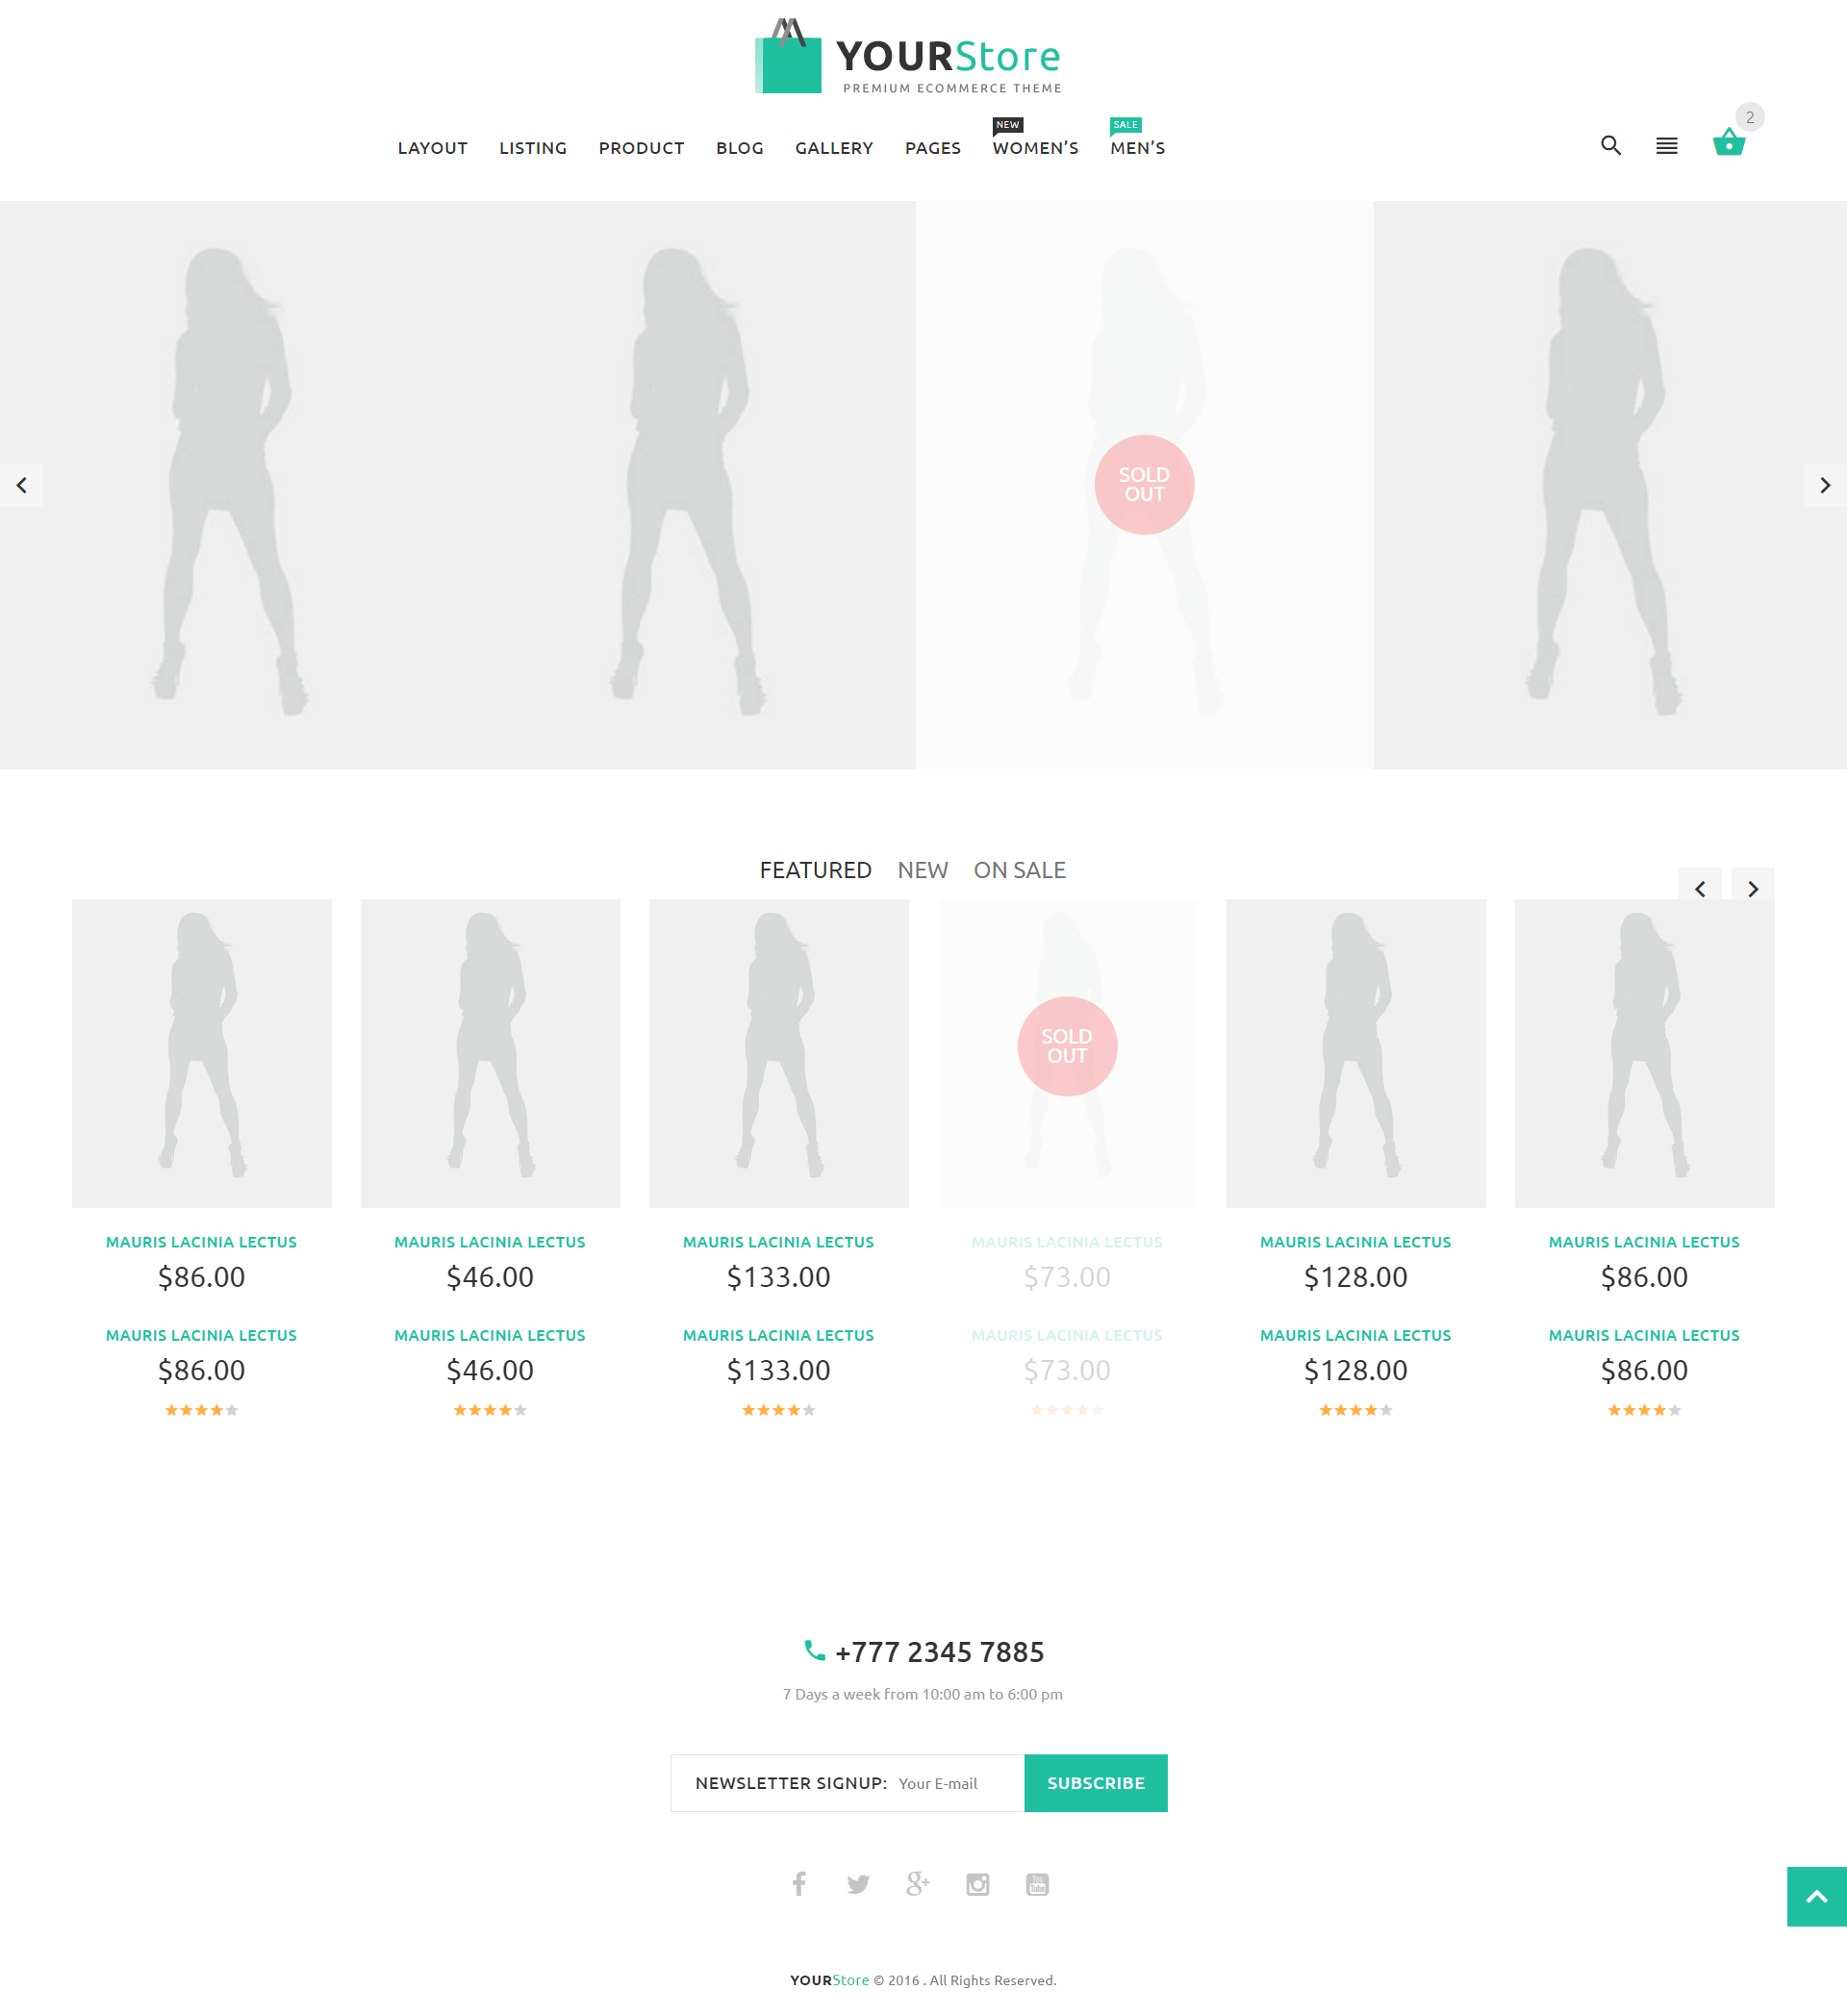 YOURStore
PREMIUM ECOMMERCE THEME
NEW SALE
LAYOUT LISTING PRODUCT BLOG GALLERY PAGES WOMEN'S MEN'S
2
SOLD
OUT
FEATURED NEW ON SALE
SOLD
OUT
MAURIS LACINIA LECTUS MAURIS LACINIA LECTUS MAURIS LACINIA LECTUS MAURIS LACINIA LECTUS MAURIS LACINIA LECTUS MAURIS LACINIA LECTUS
$86.00 $46.00 $133.00 $73.00 $128.00 $86.00
MAURIS LACINIA LECTUS MAURIS LACINIA LECTUS MAURIS LACINIA LECTUS MAURIS LACINIA LECTUS MAURIS LACINIA LECTUS MAURIS LACINIA LECTUS
$86.00 $46.00 $133.00 $73.00 $128.00 $86.00
+777 2345 7885
7 Days a week from 10:00 am to 6:00 pm
NEWSLETTER SIGNUP: Your E-mail SUBSCRIBE
You
Tube
YOURStore © 2016 . All Rights Reserved.